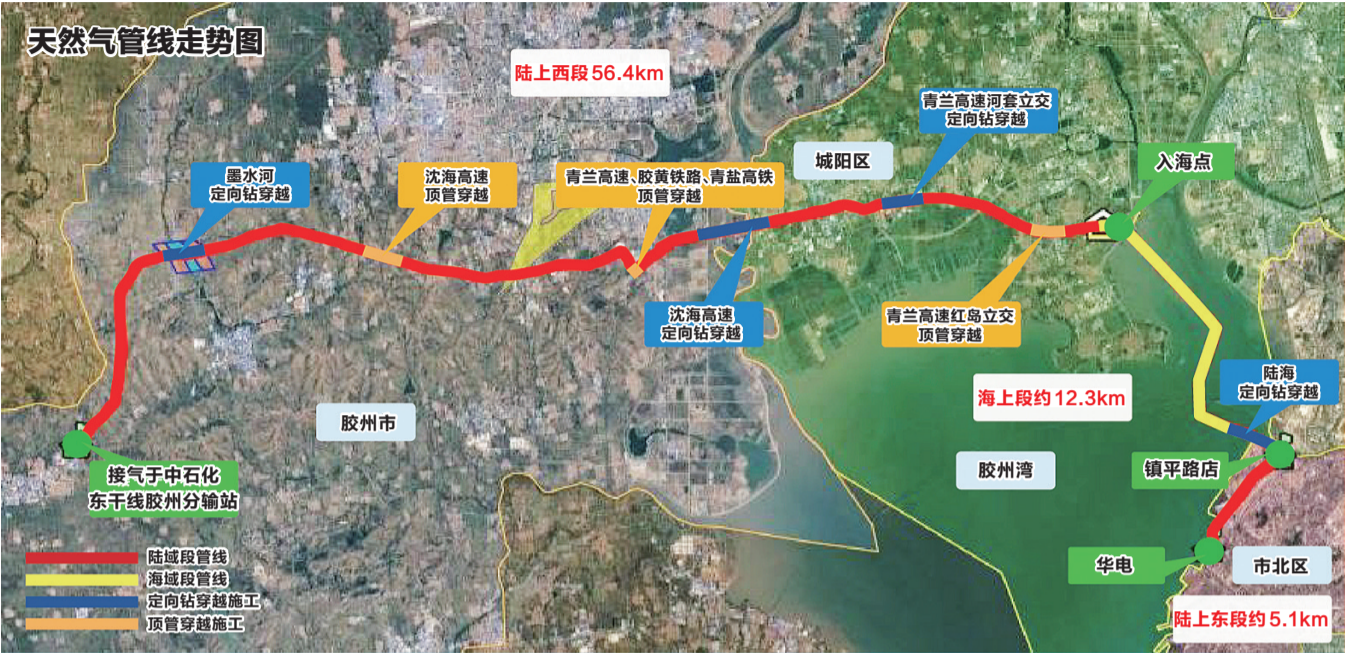 天然气管线走势图
陆上西段56.4km
青兰高速河套立交
定向钻穿越
城阳区
入海点
墨水河
定向钻穿越
沈海高速
顶管穿越
青兰高速、胶黄铁路、青盐高铁
顶管穿越
沈海高速
定向钻穿越
青兰高速红岛立交
顶管穿越
陆海
定向钻穿越
海上段约12.3km
胶州市
胶州湾
镇平路店
接气于中石化
东干线胶州分输站
华电
市北区
陆上东段约5.1km
陆域段管线
海域段管线
定向钻穿越施工
顶管穿越施工